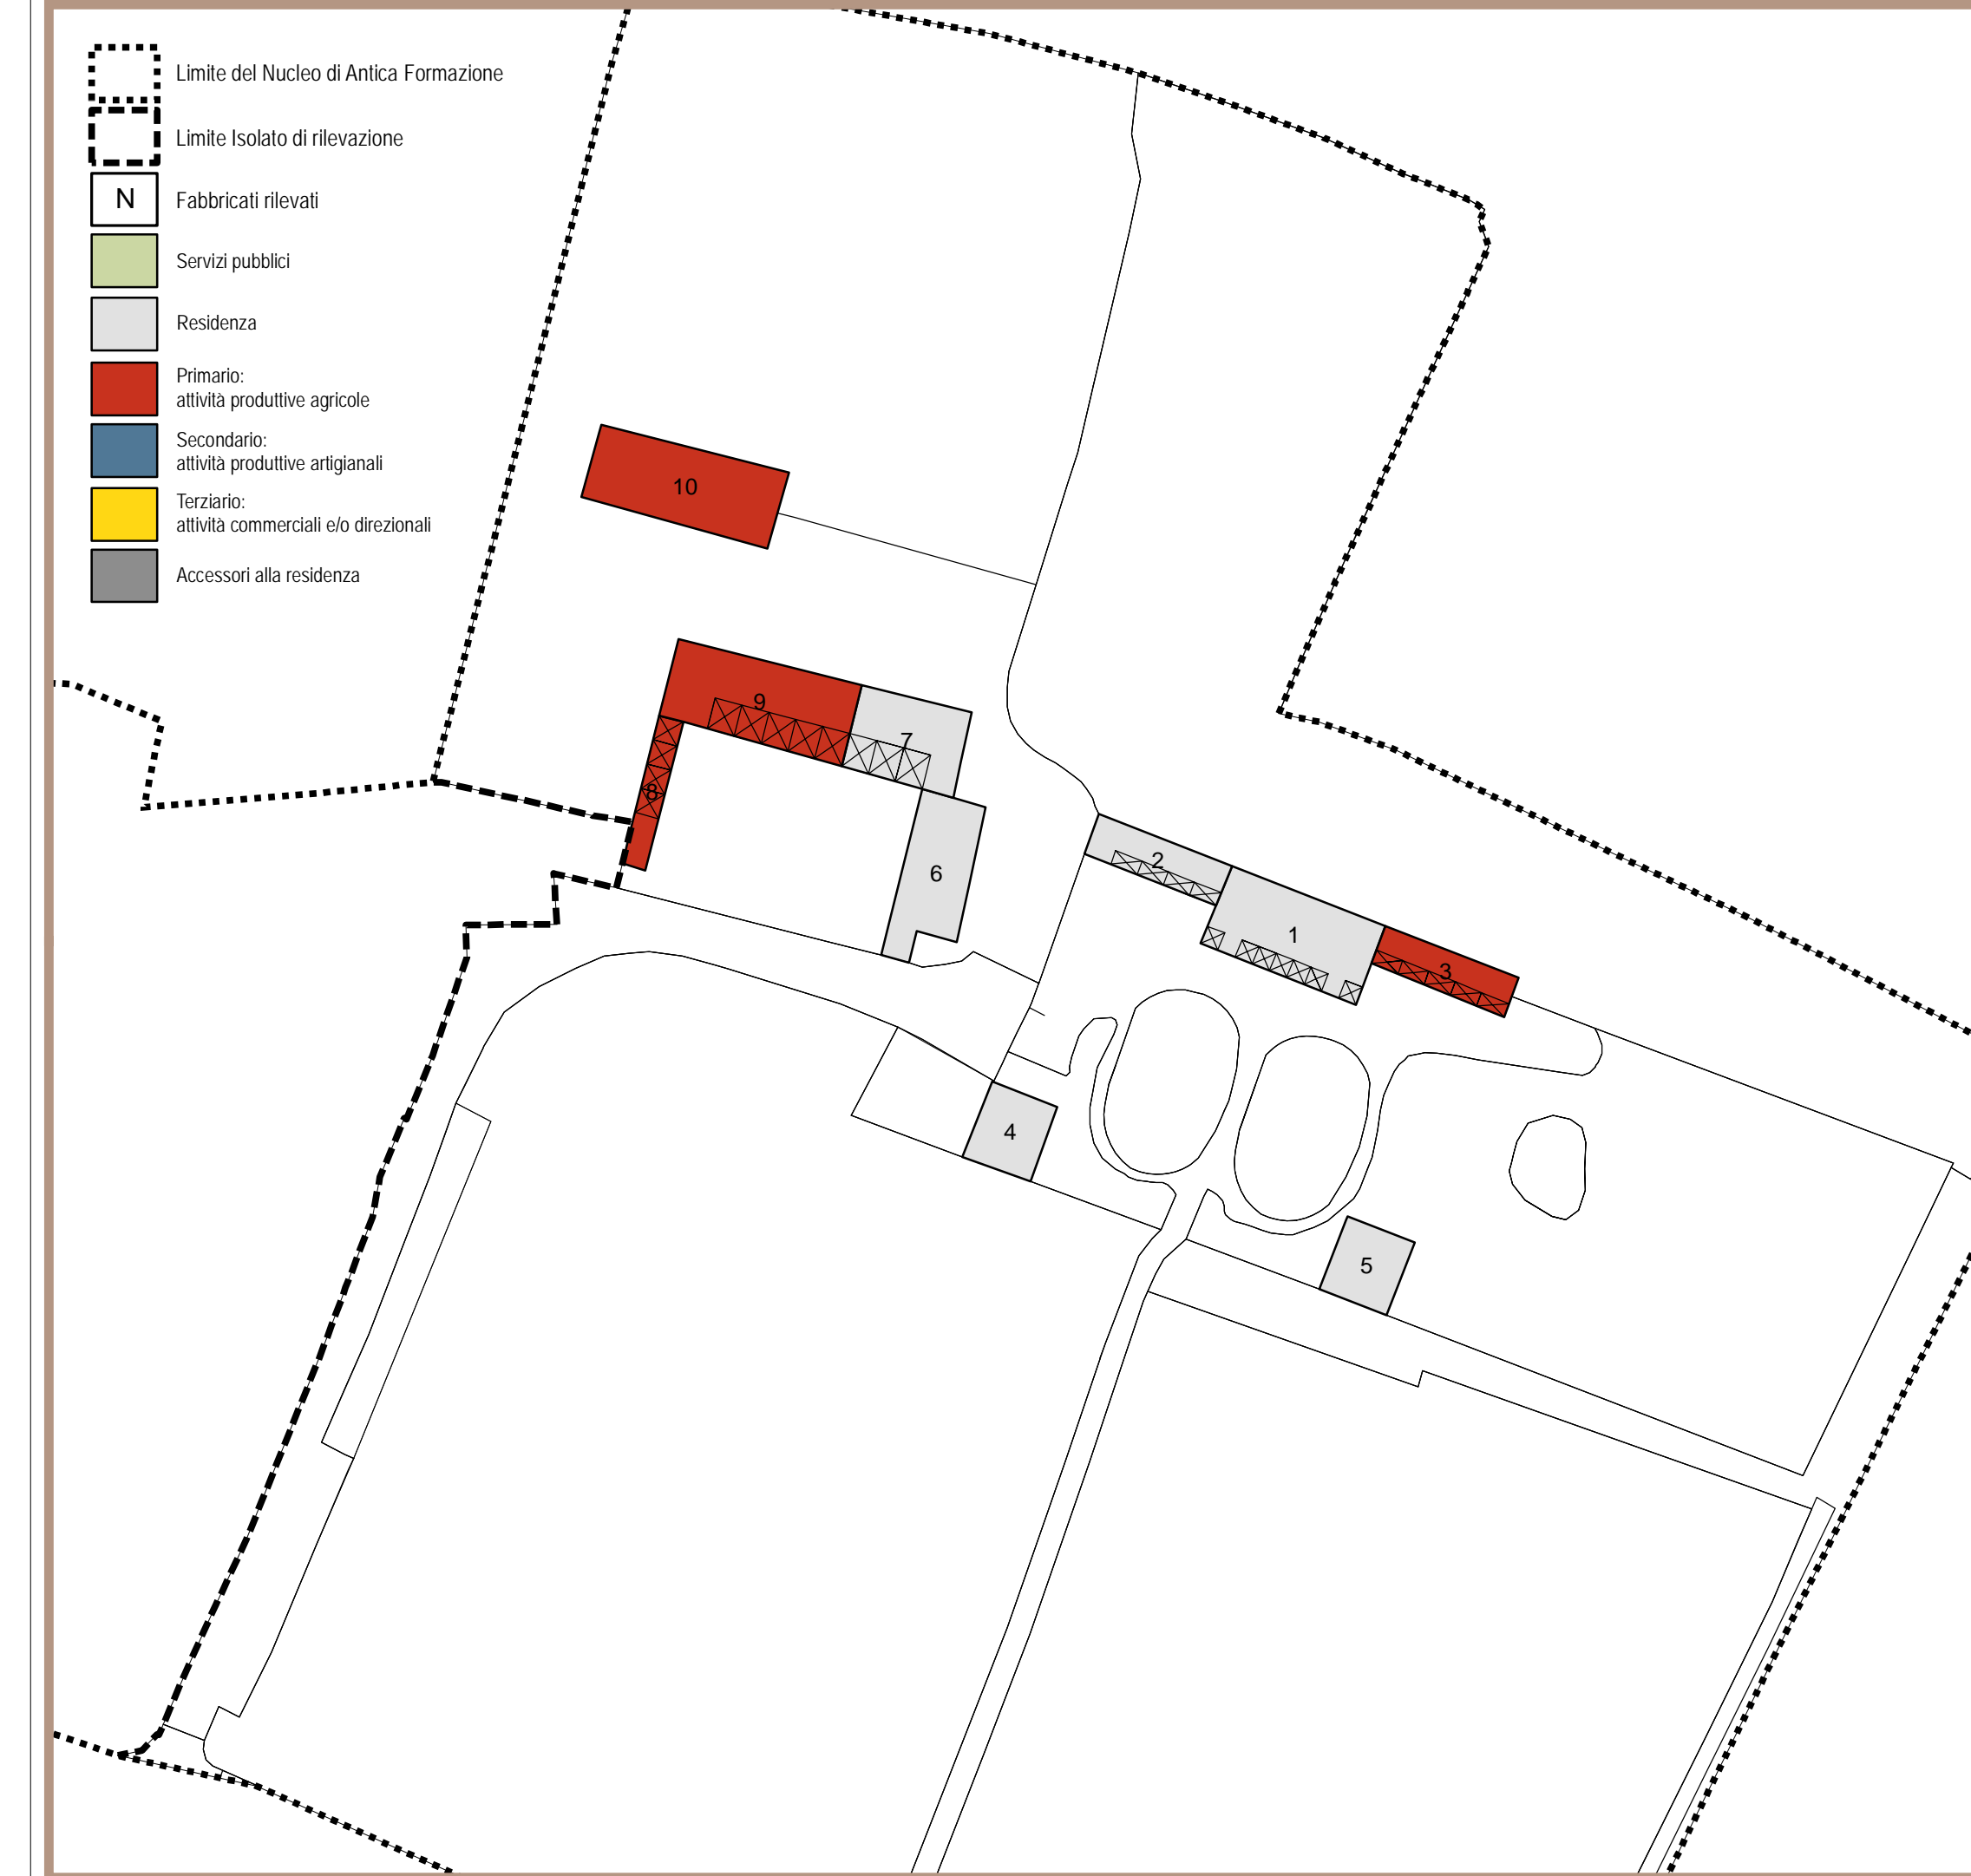 Limite del Nucleo di Antica Formazione
Limite Isolato di rilevazione
N
Fabbricati rilevati
Servizi pubblici
Residenza
Primario:
attività produttive agricole
Secondario:
attività produttive artigianali
Terziario:
attività commerciali e/o direzionali
Accessori alla residenza
10
9
7
8
6
2
1
3
4
5